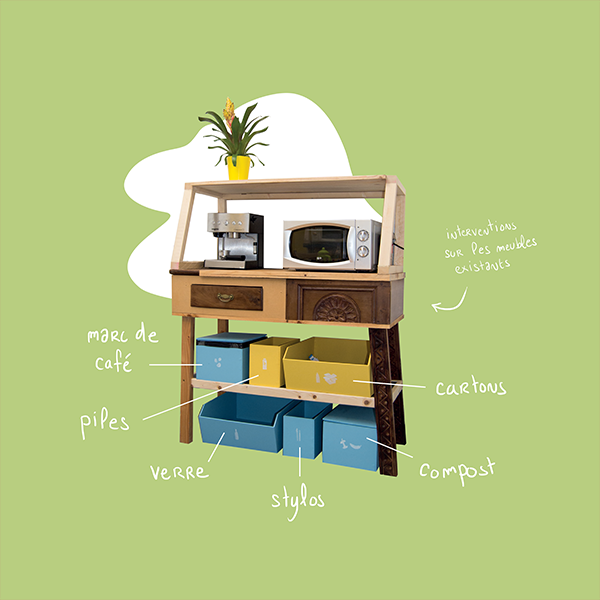 interventions
sur les meubles
existants
marc de
café
piles
cartons
verre
stylos
compost